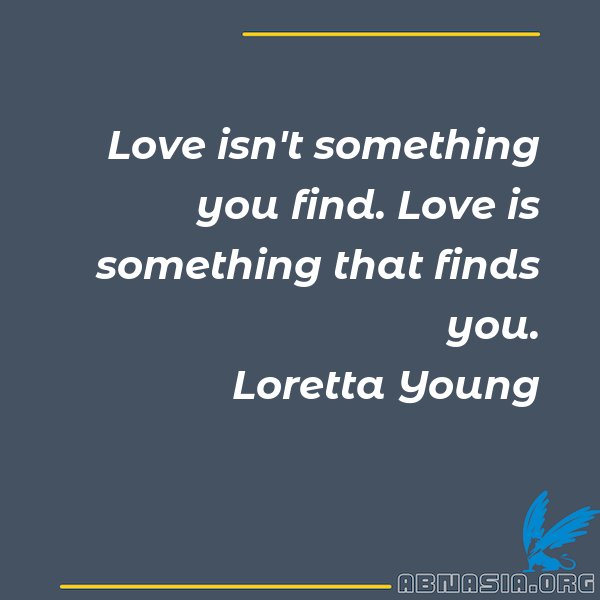 Love isn't something
you find. Love is
something that finds
you.
Loretta Young
ABNASIA.ORG